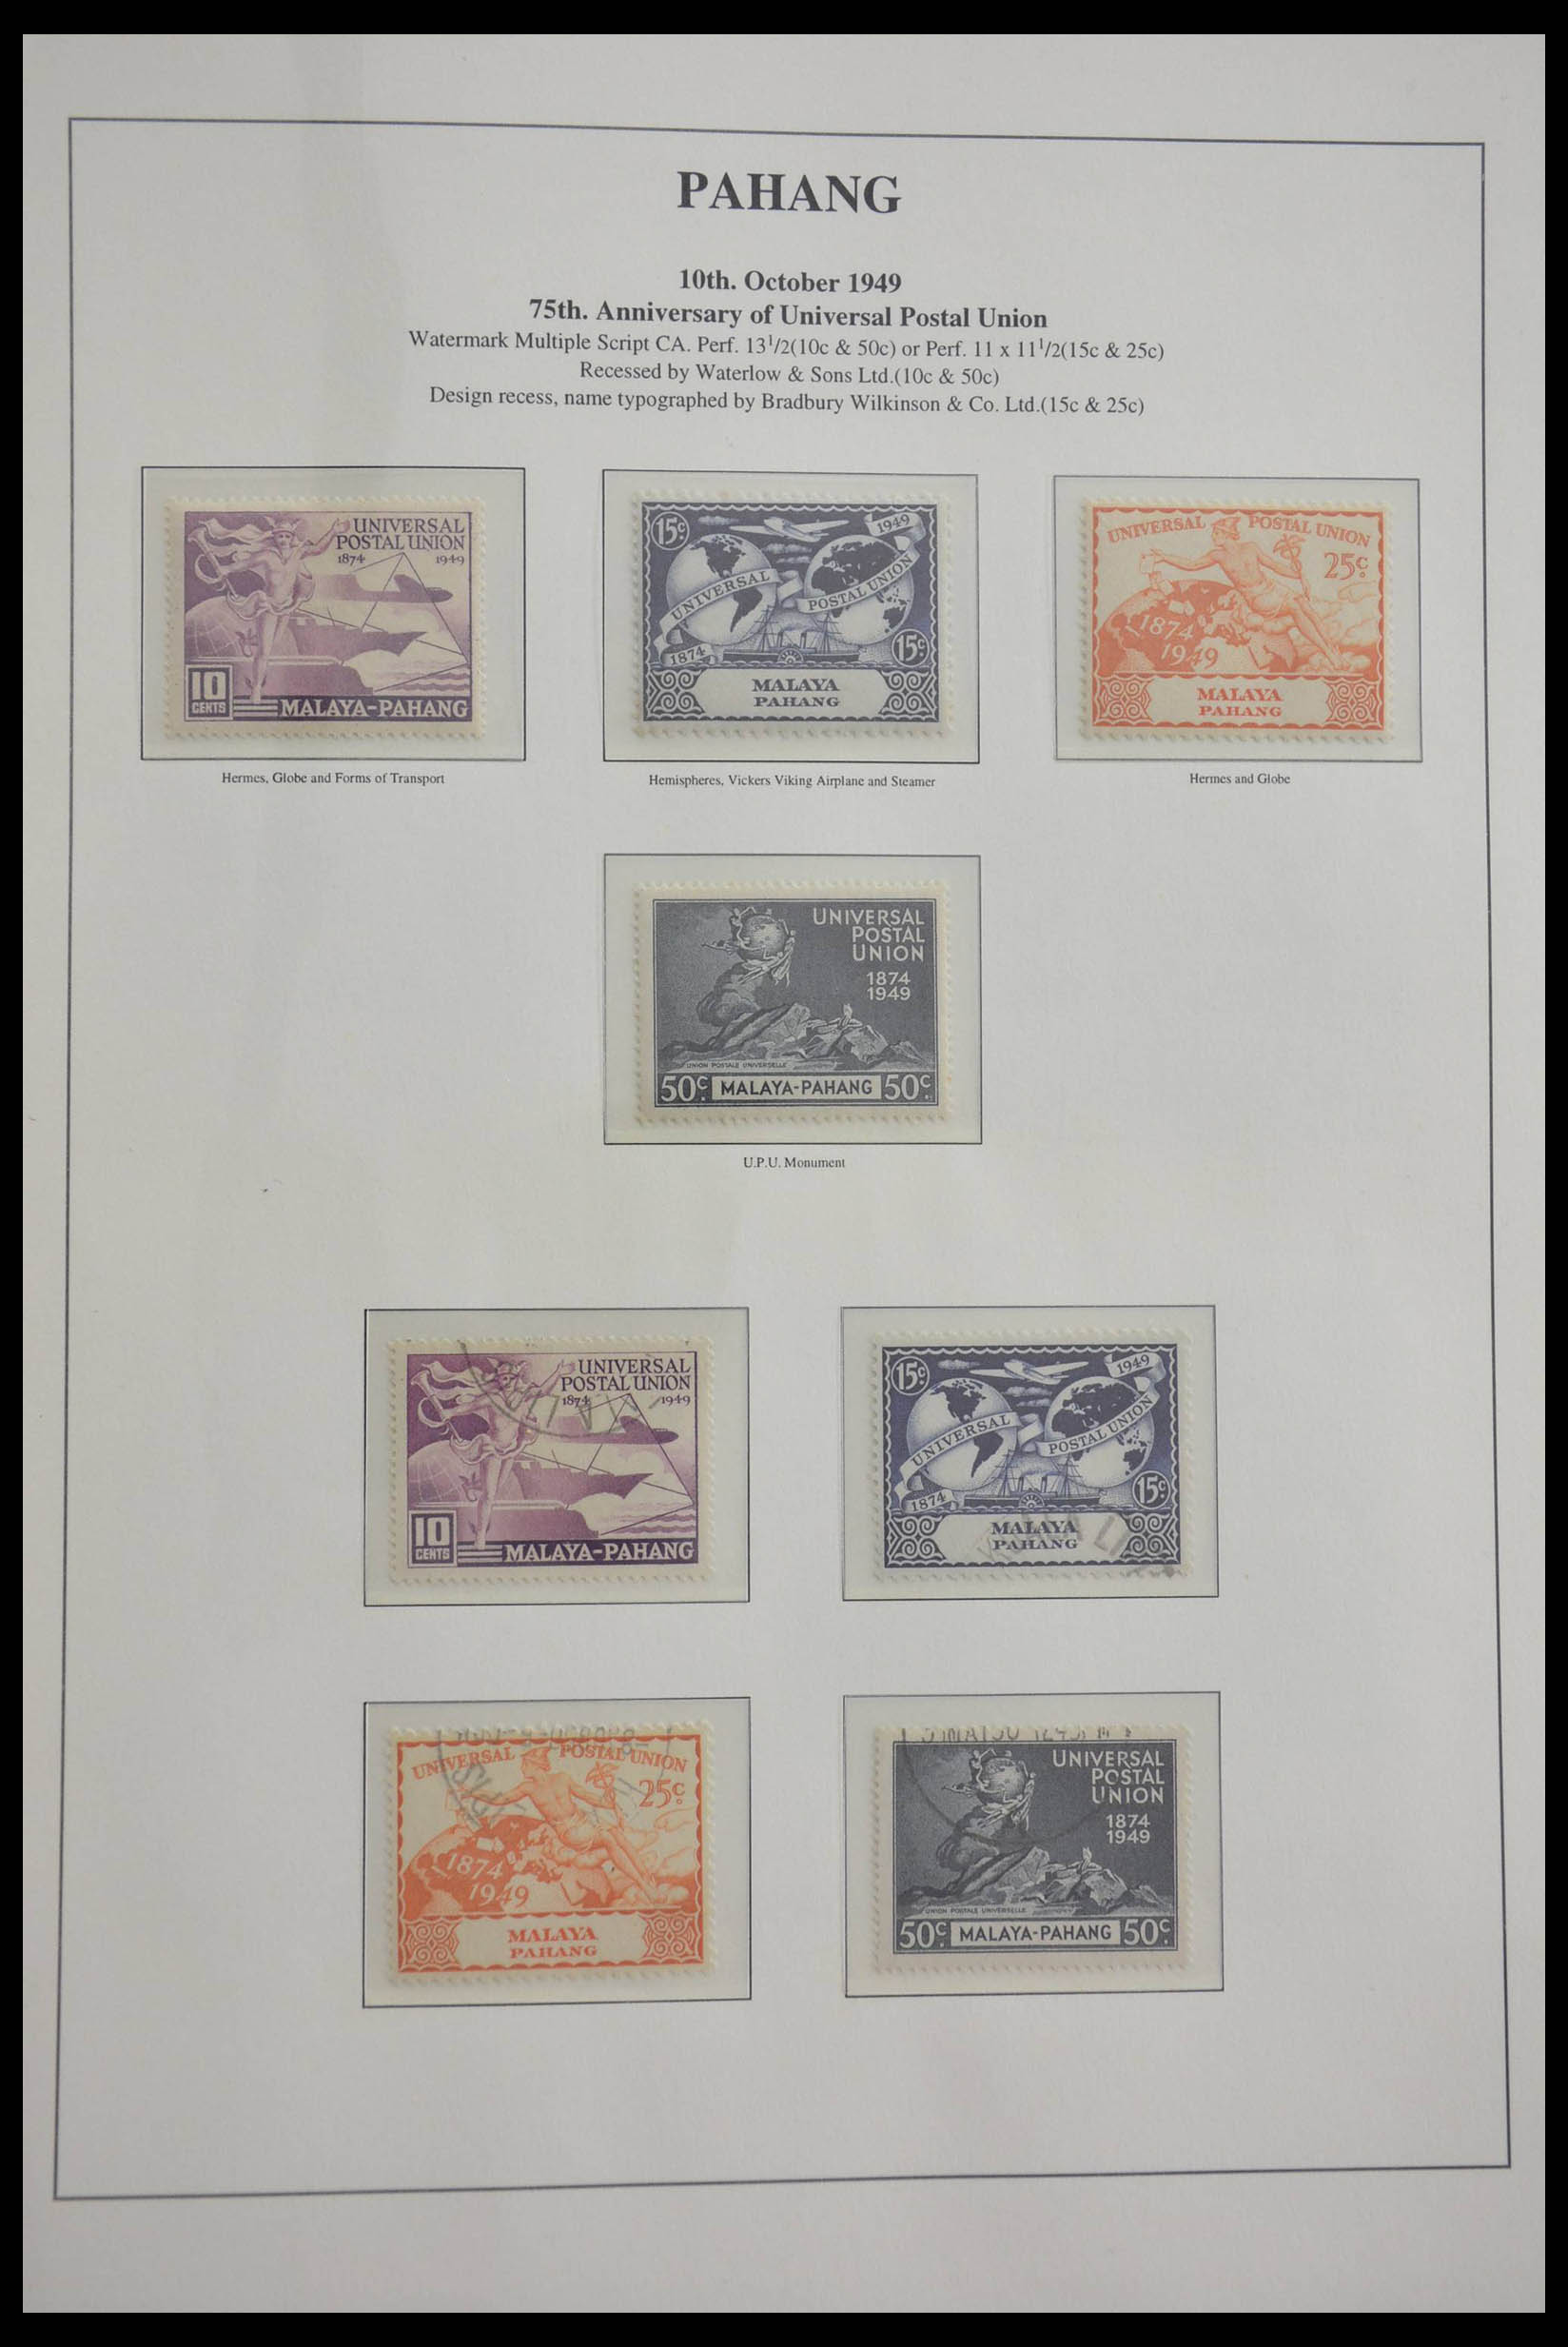 PAHANG
10th. October 1949
75th. Anniversary of Universal Postal Union
Watermark Multiple Script CA. Perf. 13¹/2(10c & 50c) or Perf. 11 x 11¹/2(15c & 25c)
Recessed by Waterlow & Sons Ltd.(10c & 50c)
Design recess, name typographed by Bradbury Wilkinson & Co. Ltd.(15c & 25c)
UNIVERSAL
POSTAL UNION
1874 1949
10
CENTS
MALAYA-PAHANG
15c
1949
UNIVERSAL POSTAL UNION
1874
15c
MALAYA
PAHANG
UNIVERSAL POSTAL UNION
25c
1874
1949
MALAYA
PAHANG
Hermes, Globe and Forms of Transport
Hemispheres, Vickers Viking Airplane and Steamer
Hermes and Globe
UNIVERSAL
POSTAL
UNION
1874
1949
UNION POSTALE UNIVERSELLE
50c MALAYA-PAHANG 50c
U.P.U. Monument
UNIVERSAL
POSTAL UNION
1874 1949
10
CENTS
MALAYA-PAHANG
15c
1949
UNIVERSAL POSTAL UNION
1874
15c
MALAYA
PAHANG
UNIVERSAL POSTAL UNION
25c
1874
1949
MALAYA
PAHANG
UNIVERSAL
POSTAL
UNION
1874
1949
UNION POSTALE UNIVERSELLE
50c MALAYA-PAHANG 50c